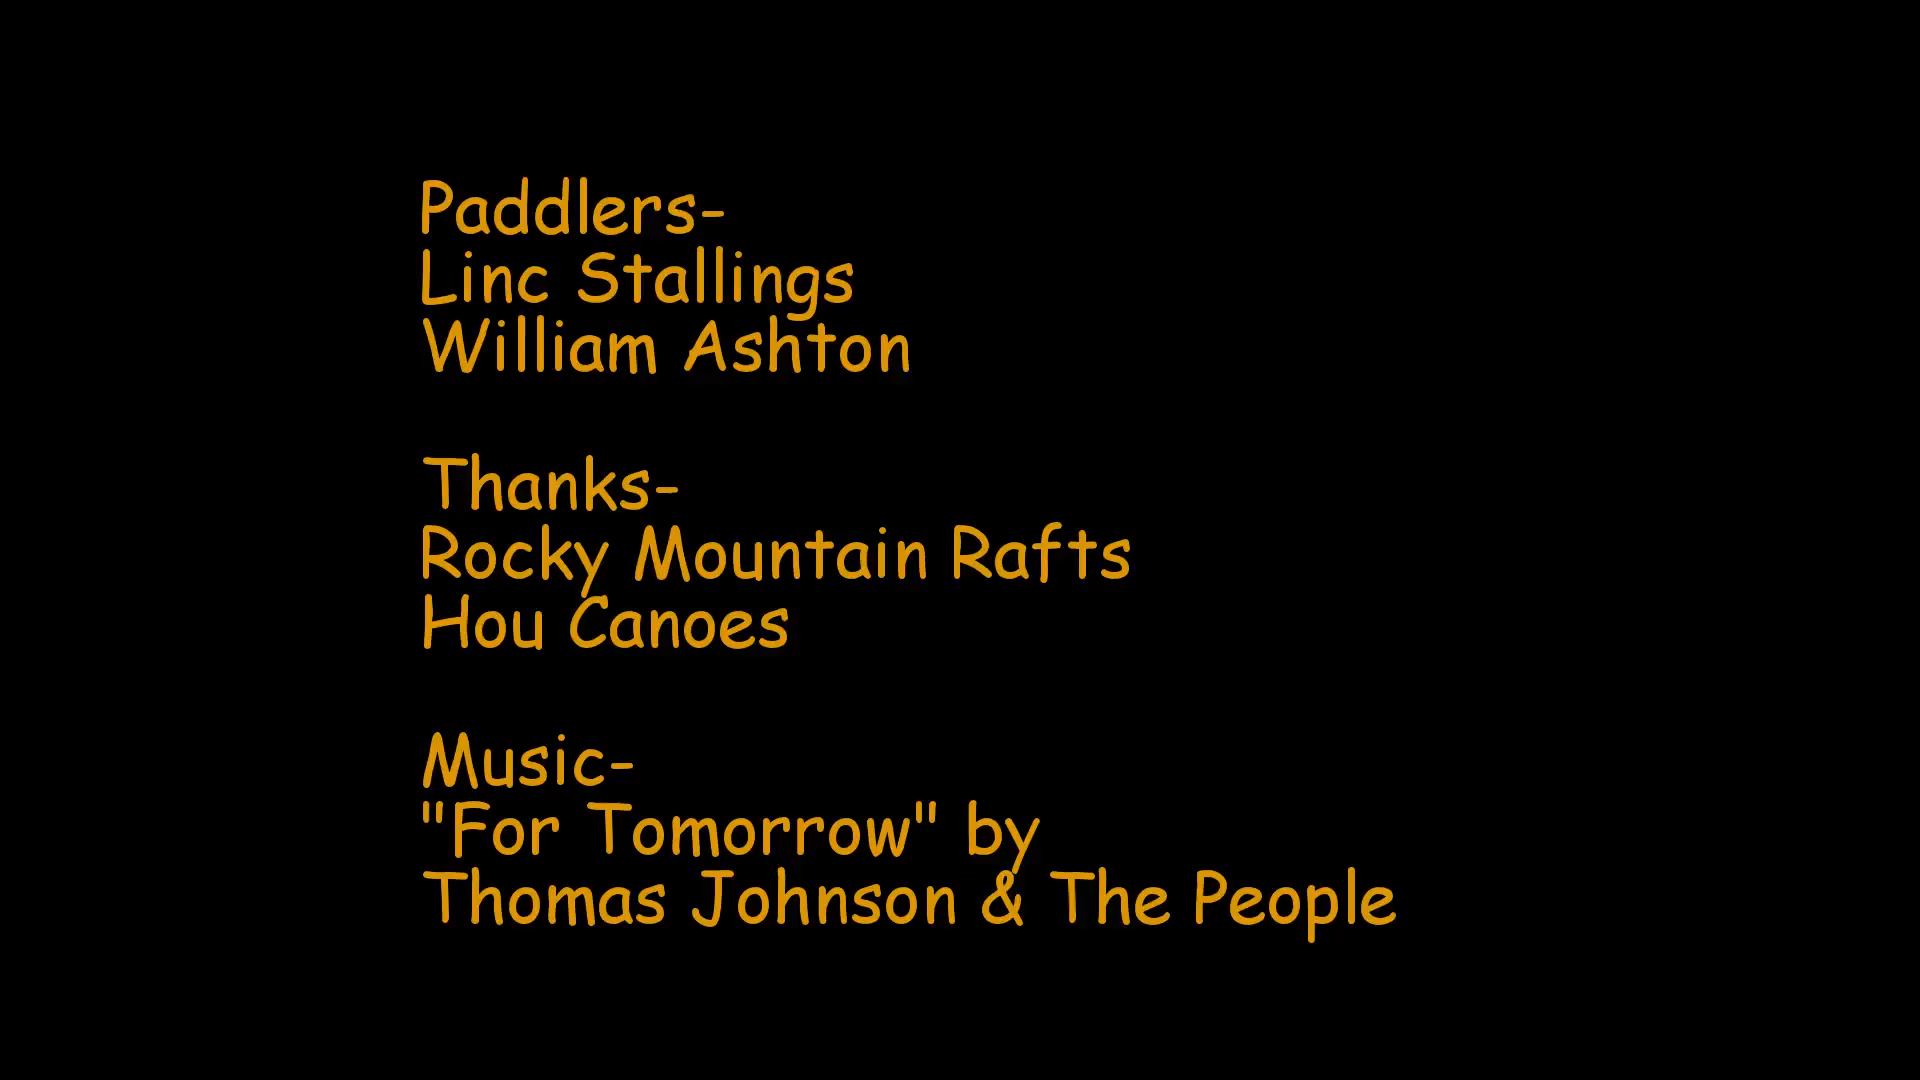 Paddlers-
Linc Stallings
William Ashton
Thanks-
Rocky Mountain Rafts
Hou Canoes
Music-
"For Tomorrow" by
Thomas Johnson & The People